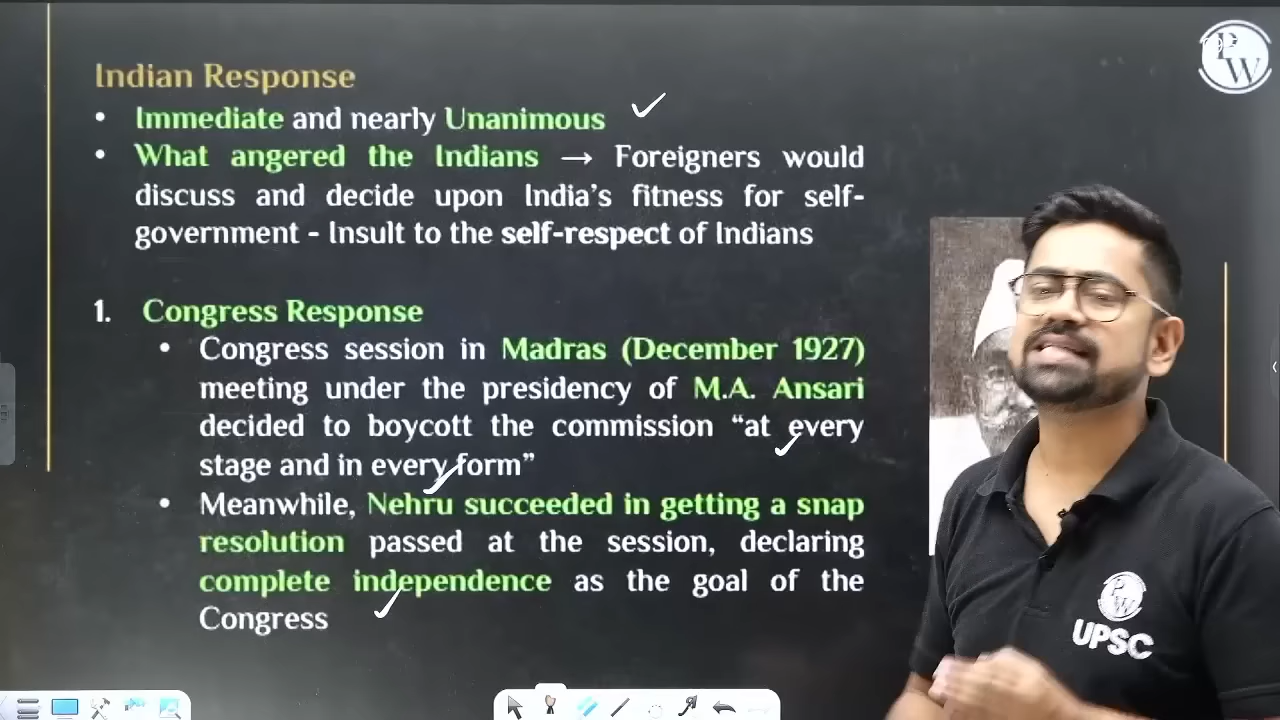 PW
Indian Response
• Immediate and nearly Unanimous
• What angered the Indians → Foreigners would
discuss and decide upon India's fitness for self-
government - Insult to the self-respect of Indians
1. Congress Response
• Congress session in Madras (December 1927)
meeting under the presidency of M.A. Ansari
decided to boycott the commission “at every
stage and in every form”
• Meanwhile, Nehru succeeded in getting a snap
resolution passed at the session, declaring
complete independence as the goal of the
Congress
PW
UPSC